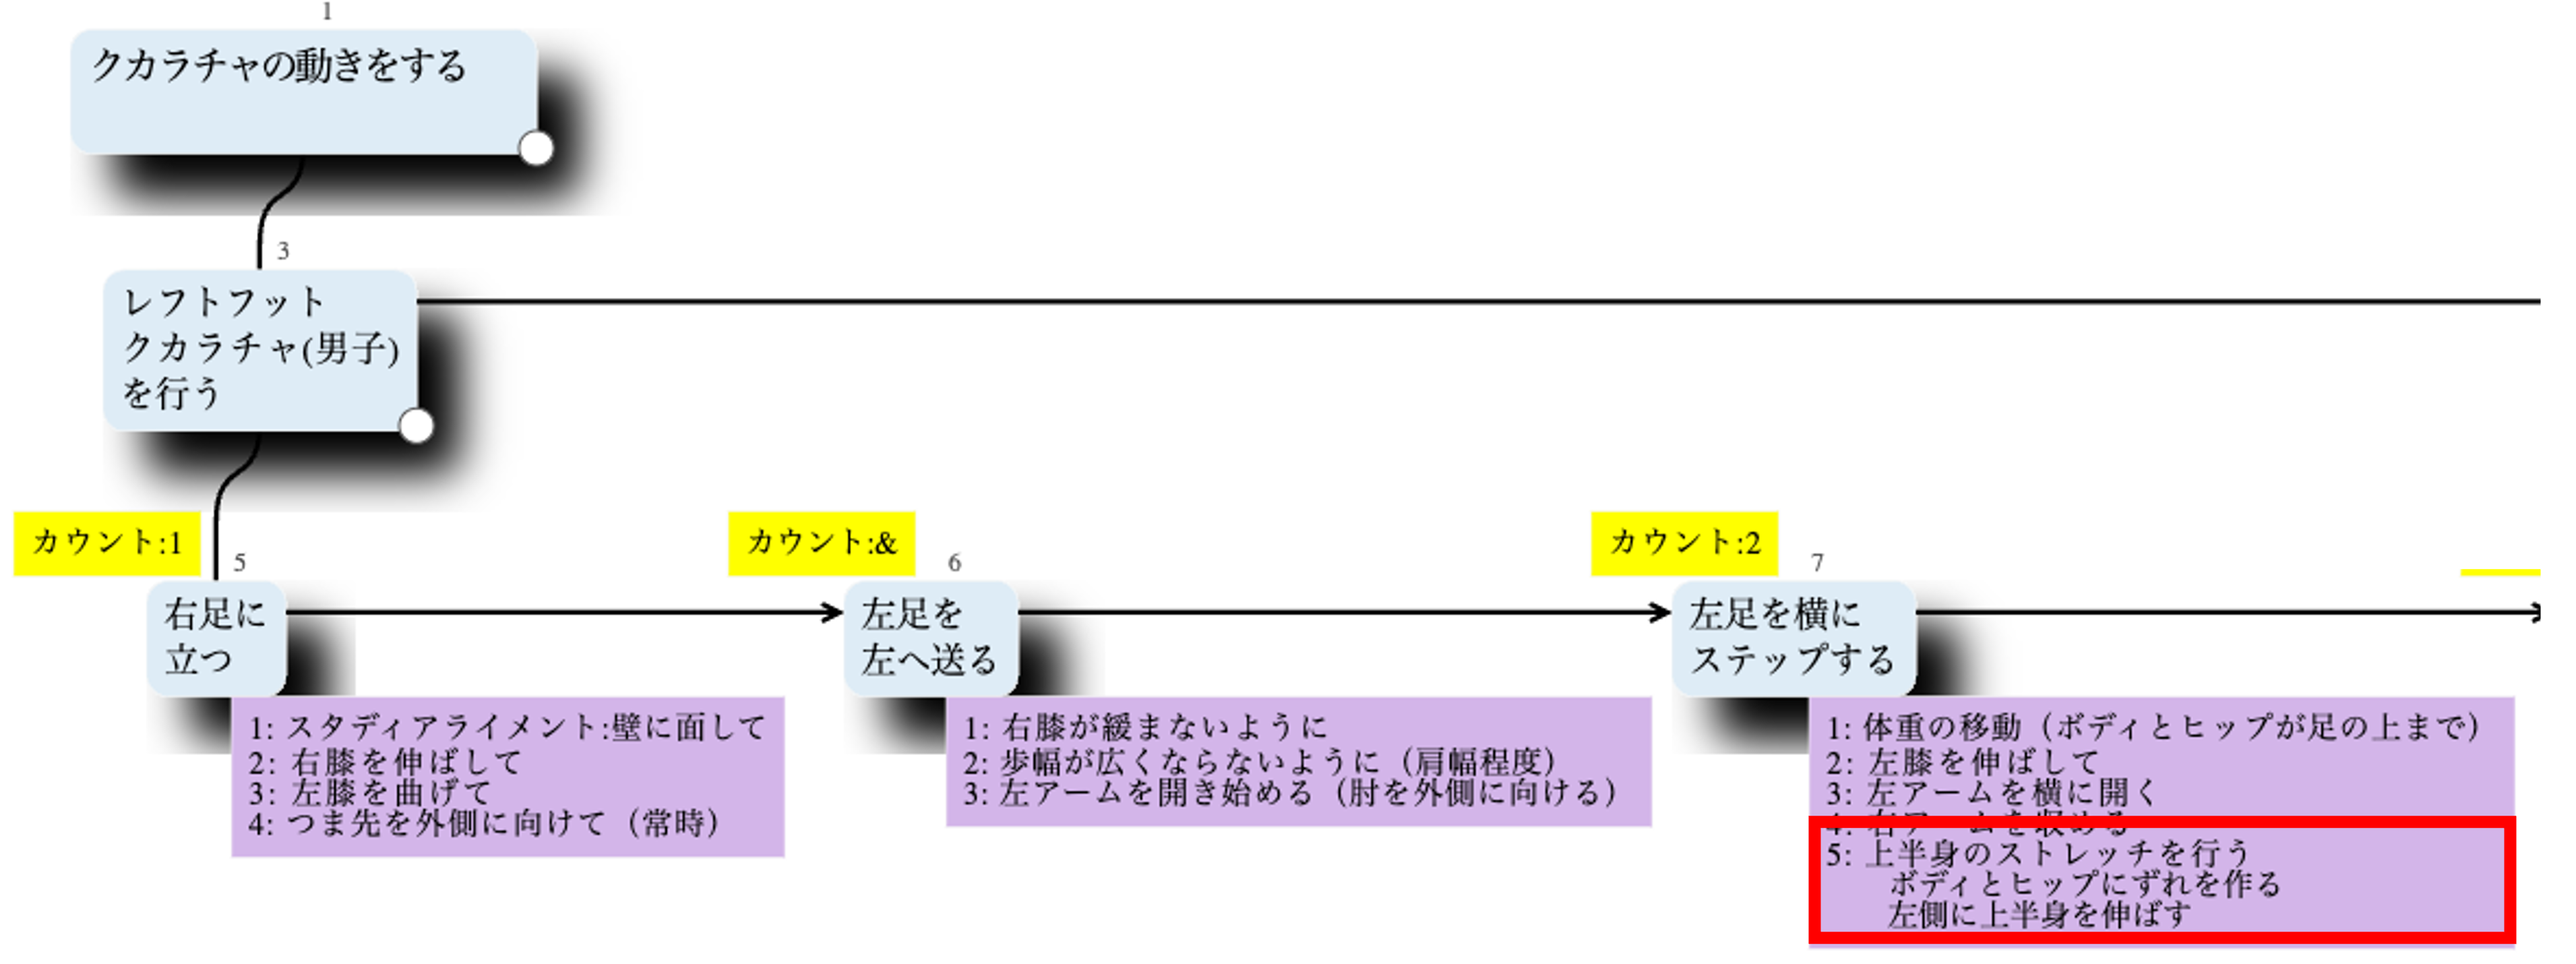 1
クカラチャの動きをする
3
レフトフット
クカラチャ(男子)
を行う
カウント:1
5
右足に
立つ
1: スタディアライメント:壁に面して
2: 右膝を伸ばして
3: 左膝を曲げて
4: つま先を外側に向けて（常時）
カウント:&
6
左足を
左へ送る
1: 右膝が緩まないように
2: 歩幅が広くならないように（肩幅程度）
3: 左アームを開き始める（肘を外側に向ける）
カウント:2
7
左足を横に
ステップする
1: 体重の移動（ボディとヒップが足の上まで）
2: 左膝を伸ばして
3: 左アームを横に開く
4: 右アームを収める
5: 上半身のストレッチを行う
ボディとヒップにずれを作る
左側に上半身を伸ばす